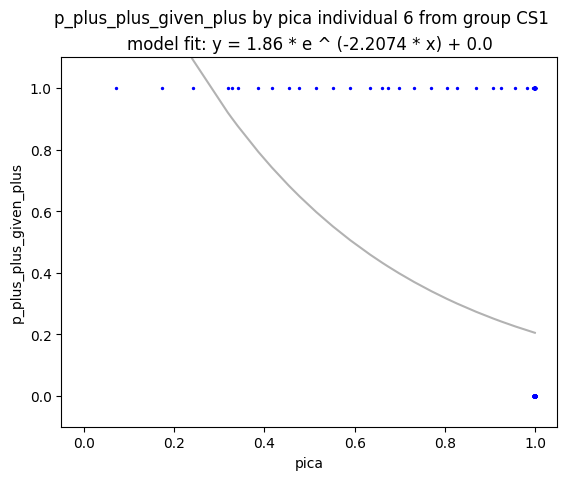 p_plus_plus_given_plus by pica individual 6 from group CS1
model fit: y = 1.86 * e ^ (-2.2074 * x) + 0.0
1.0
0.8
0.6
0.4
0.2
0.0
p_plus_plus_given_plus
0.0 0.2 0.4 0.6 0.8 1.0
pica